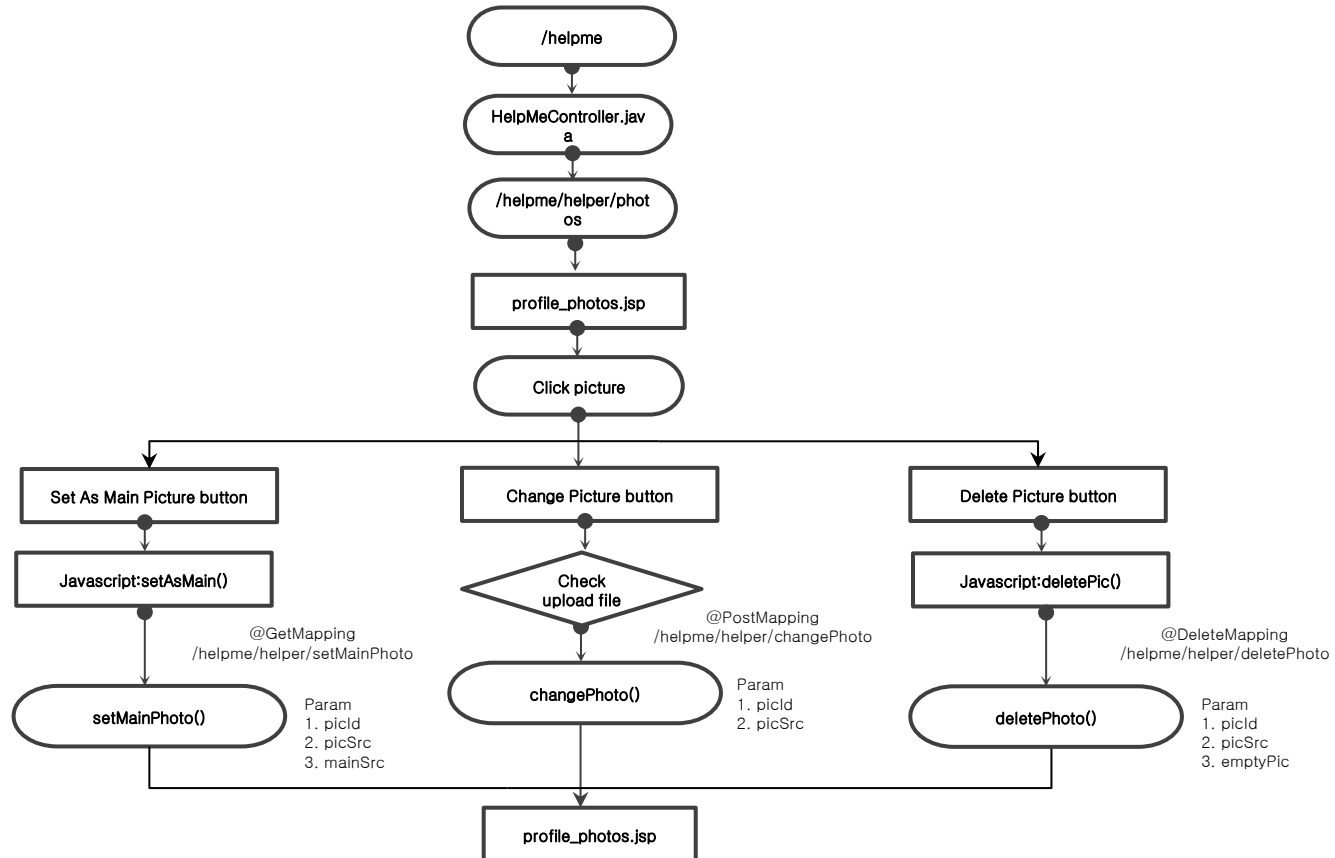 /helpme
HelpMeController.jav
a
/helpme/helper/phot
os
profile_photos.jsp
Click picture
Set As Main Picture button
Change Picture button
Delete Picture button
Javascript:setAsMain()
Check
upload file
Javascript:deletePic()
@GetMapping
/helpme/helper/setMainPhoto
@PostMapping
/helpme/helper/changePhoto
@DeleteMapping
/helpme/helper/deletePhoto
setMainPhoto()
Param
1. picId
2. picSrc
3. mainSrc
changePhoto()
Param
1. picId
2. picSrc
deletePhoto()
Param
1. picId
2. picSrc
3. emptyPic
profile_photos.jsp